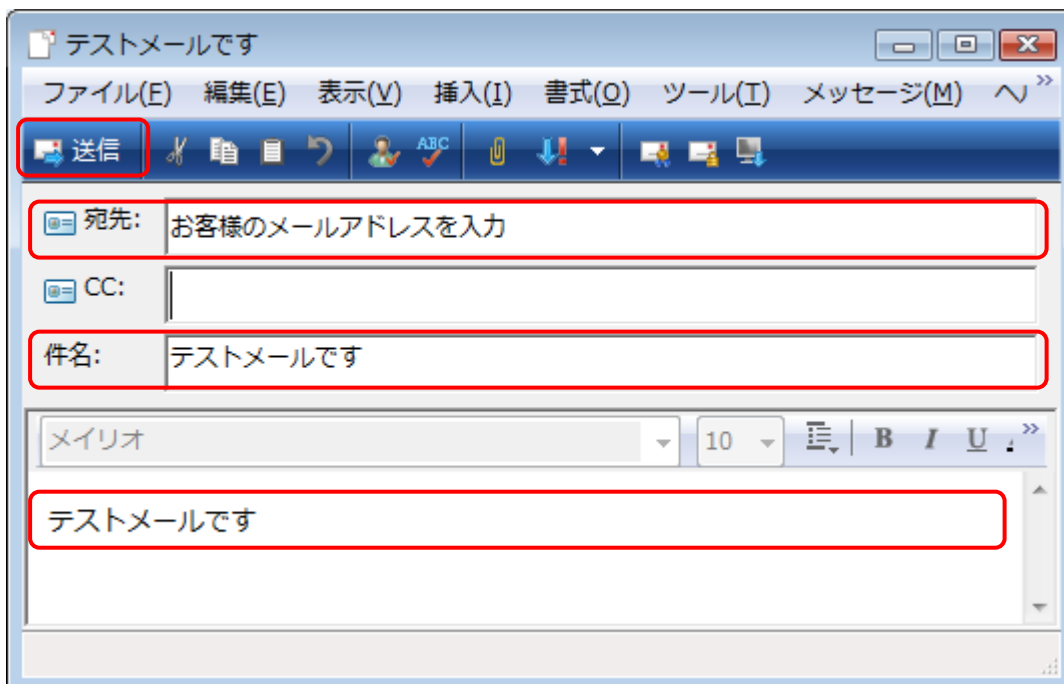 テストメールです
ファイル(F) 編集(E) 表示(V) 挿入(I) 書式(O) ツール(T) メッセージ(M) »
送信 ABC
宛先: お客様のメールアドレスを入力
CC:
件名: テストメールです
メイリオ 10 B I U »
テストメールです